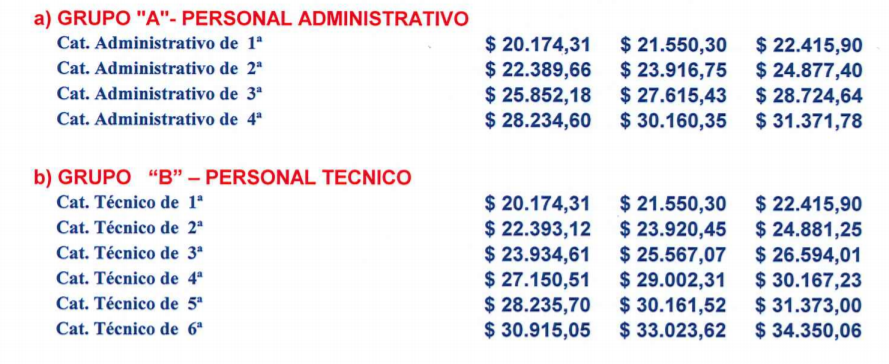 a) GRUPO "A"- PERSONAL ADMINISTRATIVO
Cat. Administrativo de 1ª $ 20.174,31 $ 21.550,30 $ 22.415,90
Cat. Administrativo de 2ª $ 22.389,66 $ 23.916,75 $ 24.877,40
Cat. Administrativo de 3ª $ 25.852,18 $ 27.615,43 $ 28.724,64
Cat. Administrativo de 4ª $ 28.234,60 $ 30.160,35 $ 31.371,78
b) GRUPO “B” – PERSONAL TECNICO
Cat. Técnico de 1ª $ 20.174,31 $ 21.550,30 $ 22.415,90
Cat. Técnico de 2ª $ 22.393,12 $ 23.920,45 $ 24.881,25
Cat. Técnico de 3ª $ 23.934,61 $ 25.567,07 $ 26.594,01
Cat. Técnico de 4ª $ 27.150,51 $ 29.002,31 $ 30.167,23
Cat. Técnico de 5ª $ 28.235,70 $ 30.161,52 $ 31.373,00
Cat. Técnico de 6ª $ 30.915,05 $ 33.023,62 $ 34.350,06